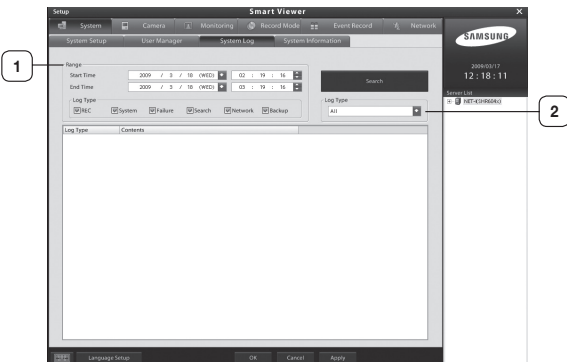 Setup Smart Viewer X
System Camera Monitoring Record Mode Event Record Network
System Setup User Manager System Log System Information
SAMSUNG
2009/03/17
12 : 18 : 11
Server List
NET-i(SHR604x)
1
Range
Start Time 2009 / 3 / 18 (WED) 02 : 19 : 16
End Time 2009 / 3 / 18 (WED) 03 : 19 : 16
Search
Log Type
REC System Failure Search Network Backup
Log Type
All
2
Log Type Contents
Language Setup OK Cancel Apply